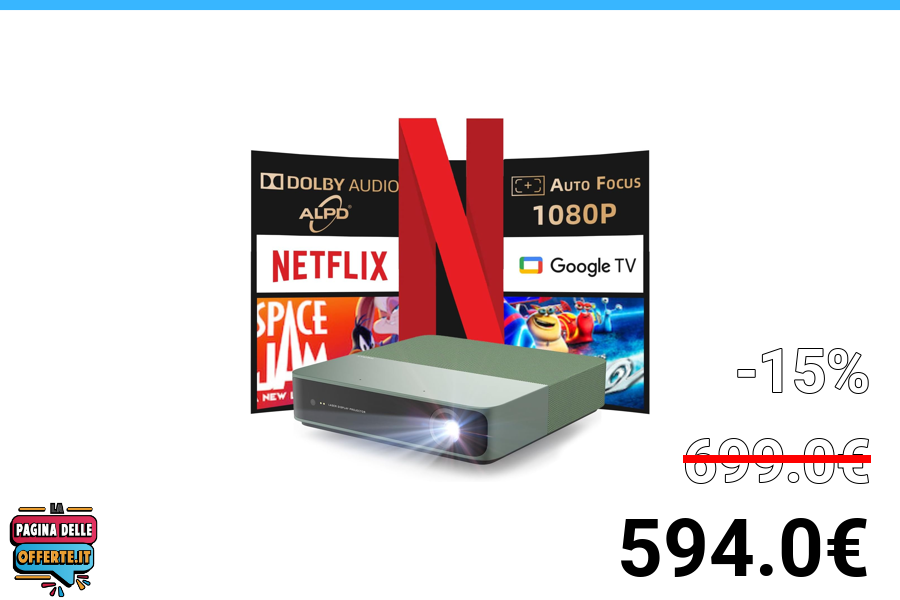 DOLBY AUDIO
ALPD®
Auto Focus
1080P
NETFLIX
Google TV
SPACE
JAM
-15%
699.0€
594.0€
LA
PAGINA DELLE
OFFERTE.IT